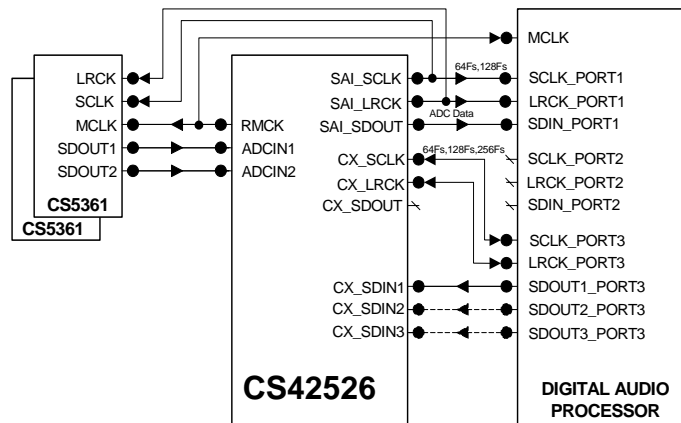 LRCK
SCLK
MCLK
SDOUT1
SDOUT2
CS5361
CS5361
RMCK
ADCIN1
ADCIN2
SAI_SCLK
SAI_LRCK
SAI_SDOUT
CX_SCLK
CX_LRCK
CX_SDOUT
CX_SDIN1
CX_SDIN2
CX_SDIN3
CS42526
64Fs,128Fs
ADC Data
64Fs,128Fs,256Fs
MCLK
SCLK_PORT1
LRCK_PORT1
SDIN_PORT1
SCLK_PORT2
LRCK_PORT2
SDIN_PORT2
SCLK_PORT3
LRCK_PORT3
SDOUT1_PORT3
SDOUT2_PORT3
SDOUT3_PORT3
DIGITAL AUDIO
PROCESSOR